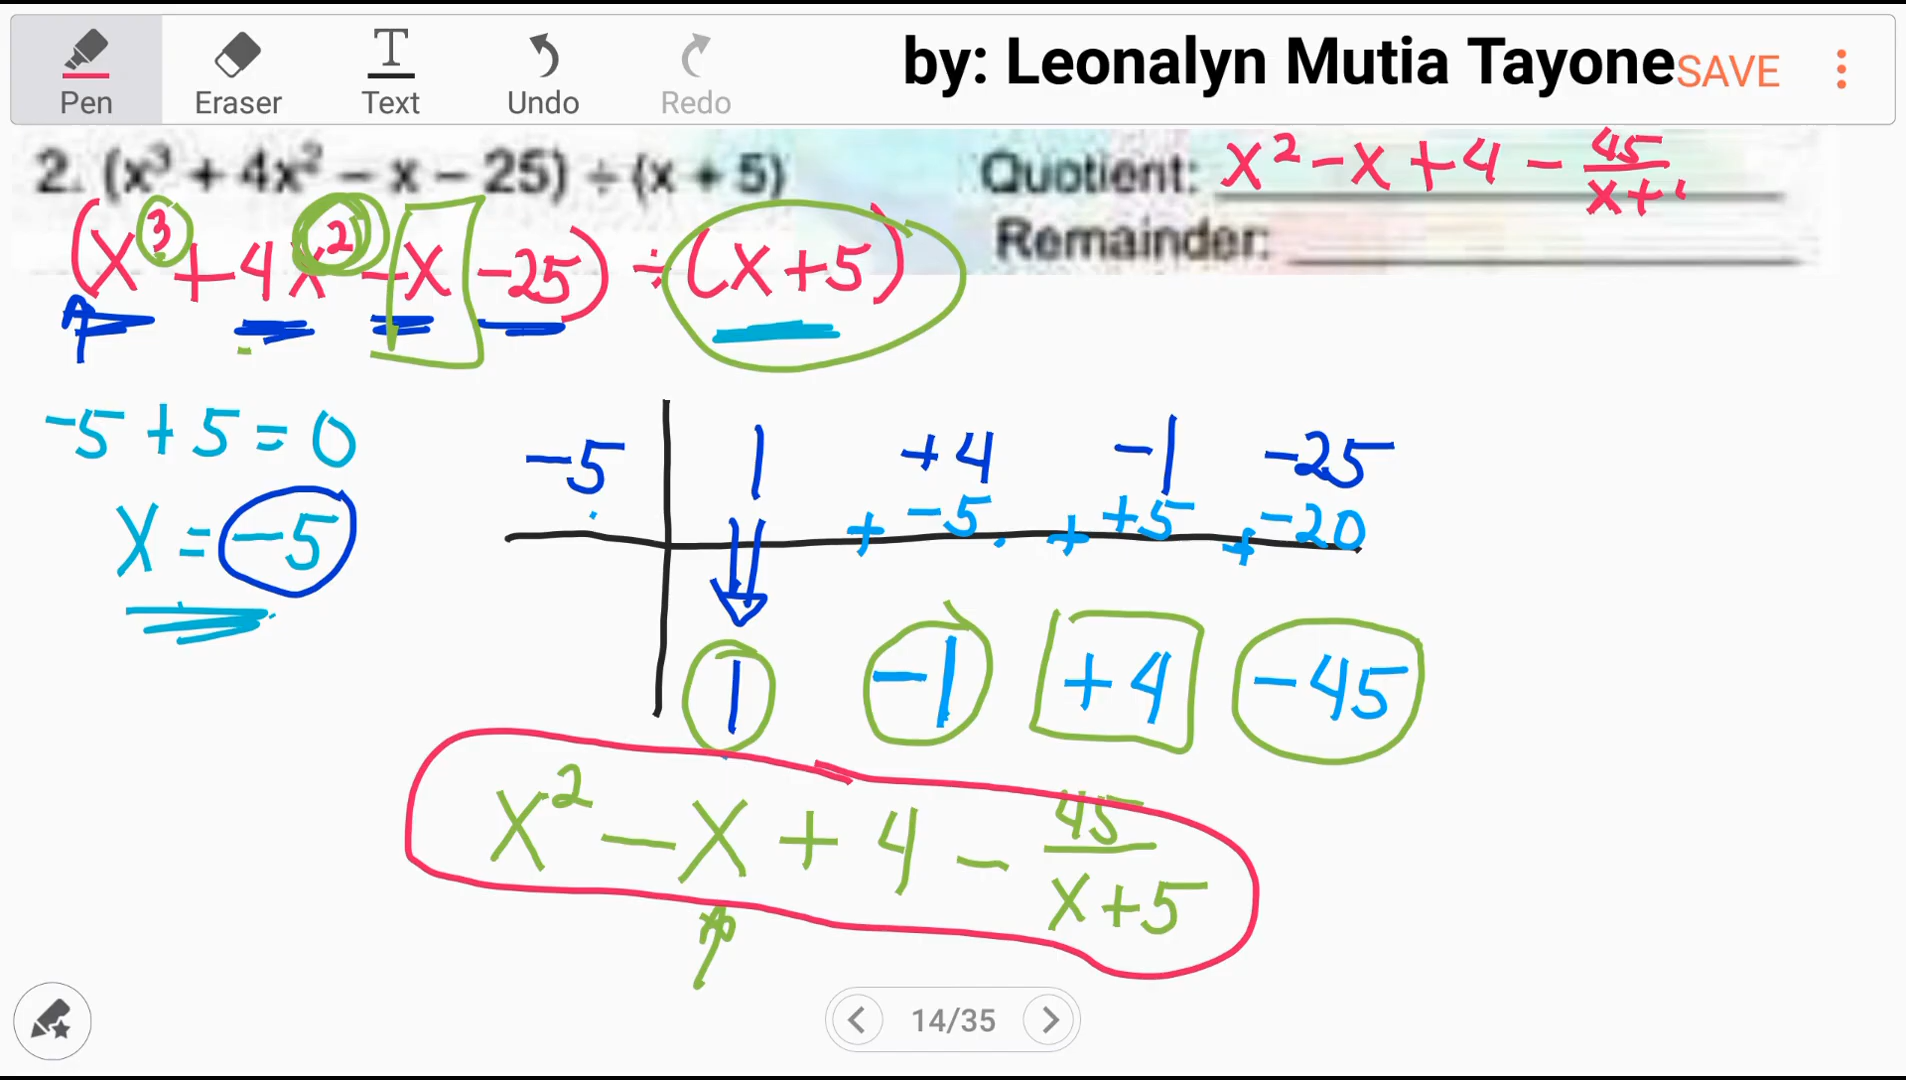 Pen Eraser Text Undo Redo by: Leonalyn Mutia Tayone SAVE
2. (x³ + 4x² − x − 25) ÷ (x + 5) Quotient: x² − x + 4 − 45/x+
Remainder:
(x³ + 4x² − x − 25) ÷ (x + 5)
-5 + 5 = 0
x = -5
-5 | 1 +4 -1 -25
+ -5 + +5 + -20
1 -1 +4 -45
x² − x + 4 − 45/x+5
14/35